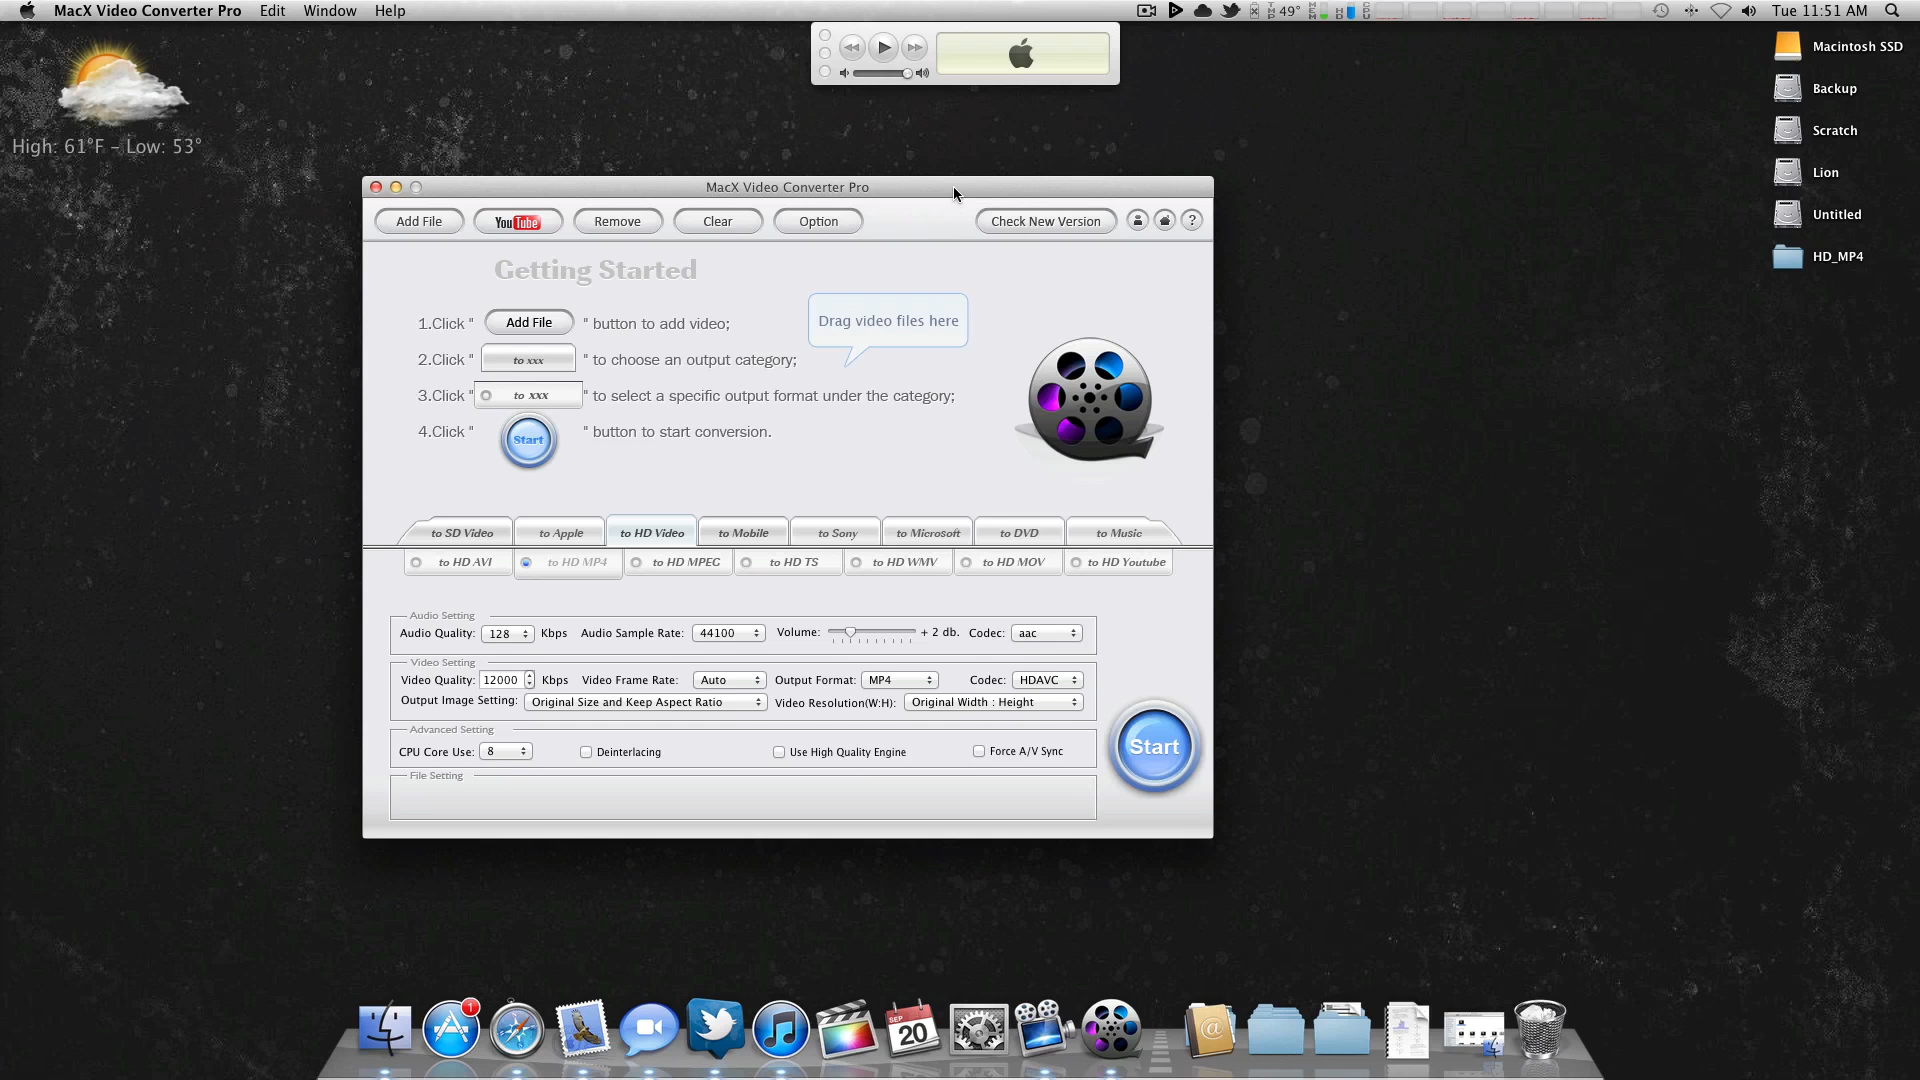 MacX Video Converter Pro Edit Window Help 49° Tue 11:51 AM
Macintosh SSD
Backup
Scratch
Lion
Untitled
HD_MP4
High: 61°F – Low: 53°
MacX Video Converter Pro
Add File YouTube Remove Clear Option Check New Version ?
Getting Started
Drag video files here
1.Click " Add File " button to add video;
2.Click " to xxx " to choose an output category;
3.Click " to xxx " to select a specific output format under the category;
4.Click " Start " button to start conversion.
to SD Video to Apple to HD Video to Mobile to Sony to Microsoft to DVD to Music
to HD AVI to HD MP4 to HD MPEG to HD TS to HD WMV to HD MOV to HD Youtube
Audio Setting
Audio Quality: 128 Kbps Audio Sample Rate: 44100 Volume: + 2 db. Codec: aac
Video Setting
Video Quality: 12000 Kbps Video Frame Rate: Auto Output Format: MP4 Codec: HDAVC
Output Image Setting: Original Size and Keep Aspect Ratio Video Resolution(W:H): Original Width : Height
Advanced Setting
CPU Core Use: 8 Deinterlacing Use High Quality Engine Force A/V Sync
File Setting
Start
1
SEP
20
@